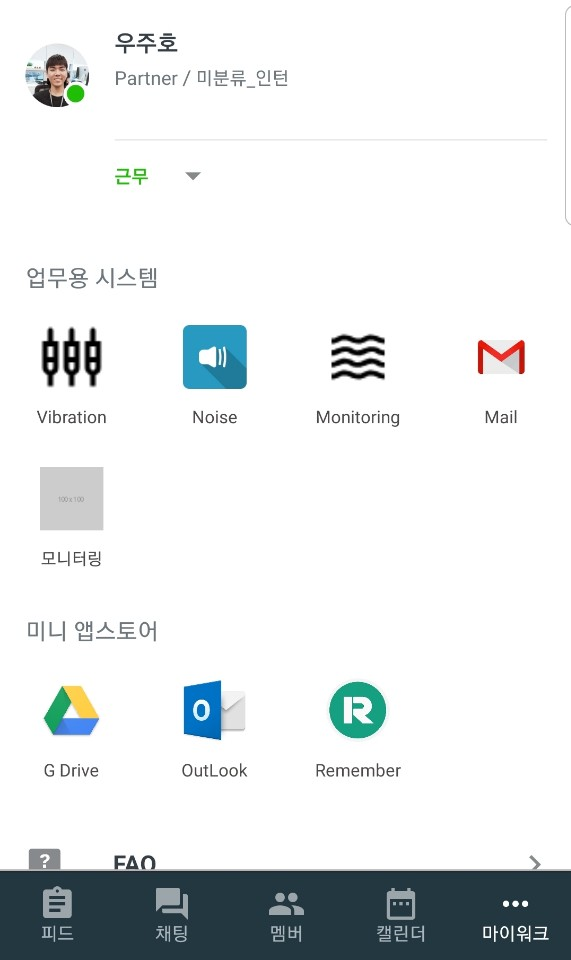 우주호
Partner / 미분류_인턴
근무
업무용 시스템
Vibration
Noise
Monitoring
Mail
100 x 100
모니터링
미니 앱스토어
G Drive
OutLook
Remember
?
FAQ
피드
채팅
멤버
캘린더
마이워크